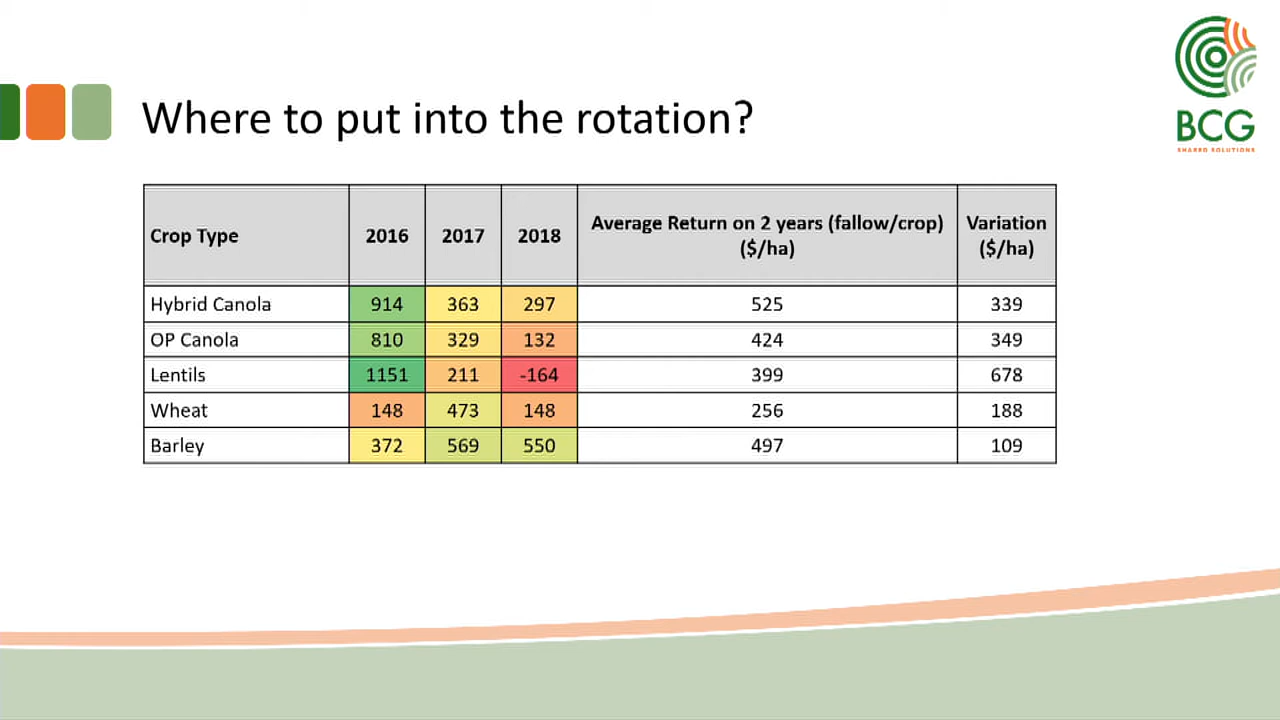 BCG
SHARED SOLUTIONS
Where to put into the rotation?
Crop Type 2016 2017 2018 Average Return on 2 years (fallow/crop) ($/ha) Variation ($/ha)
Hybrid Canola 914 363 297 525 339
OP Canola 810 329 132 424 349
Lentils 1151 211 -164 399 678
Wheat 148 473 148 256 188
Barley 372 569 550 497 109